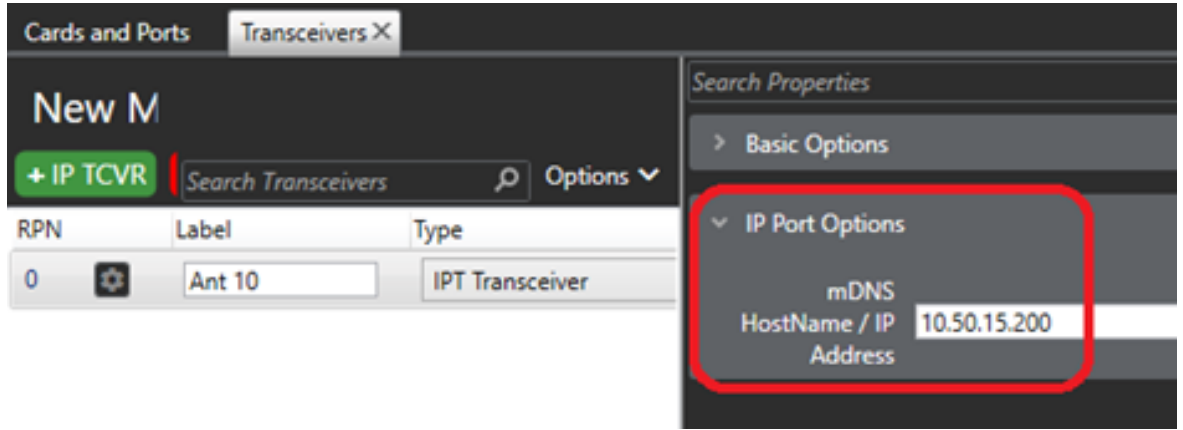 Cards and Ports Transceivers
New M
+ IP TCVR Search Transceivers Options
RPN Label Type
0 Ant 10 IPT Transceiver
Search Properties
Basic Options
IP Port Options
mDNS
HostName / IP 10.50.15.200
Address